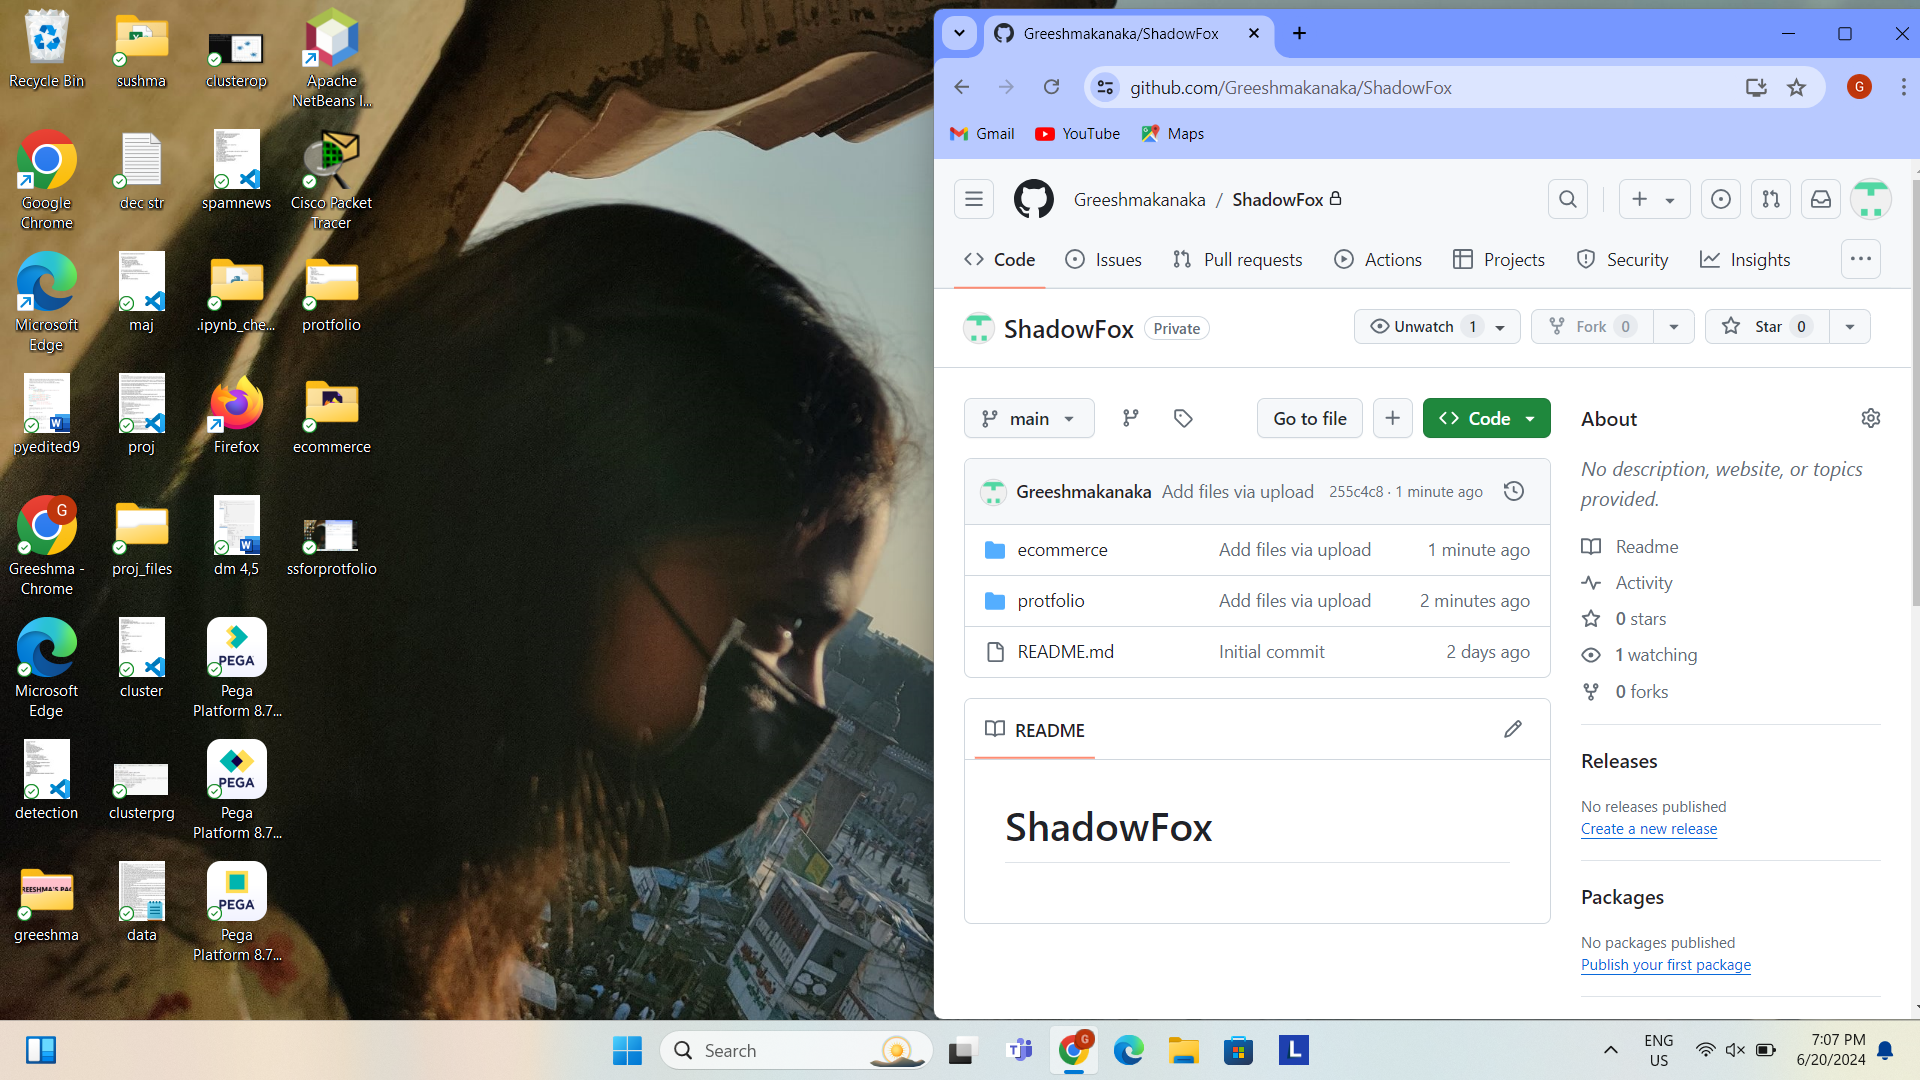 Recycle Bin
sushma
clusterop
Apache
NetBeans I...
Google
Chrome
dec str
spamnews
Cisco Packet
Tracer
Microsoft
Edge
maj
.ipynb_che...
protfolio
pyedited9
proj
Firefox
ecommerce
G
Greeshma -
Chrome
proj_files
dm 4,5
ssforprotfolio
Microsoft
Edge
cluster
PEGA
Pega
Platform 8.7...
detection
clusterprg
PEGA
Pega
Platform 8.7...
greeshma
data
PEGA
Pega
Platform 8.7...
Greeshmakanaka/ShadowFox
github.com/Greeshmakanaka/ShadowFox
G
Gmail
YouTube
Maps
Greeshmakanaka / ShadowFox
Code
Issues
Pull requests
Actions
Projects
Security
Insights
ShadowFox
Private
Unwatch 1
Fork 0
Star 0
main
Go to file
Code
Greeshmakanaka Add files via upload 255c4c8 · 1 minute ago
ecommerce Add files via upload 1 minute ago
protfolio Add files via upload 2 minutes ago
README.md Initial commit 2 days ago
README
ShadowFox
About
No description, website, or topics
provided.
Readme
Activity
0 stars
1 watching
0 forks
Releases
No releases published
Create a new release
Packages
No packages published
Publish your first package
Search
G
L
ENG
US
7:07 PM
6/20/2024